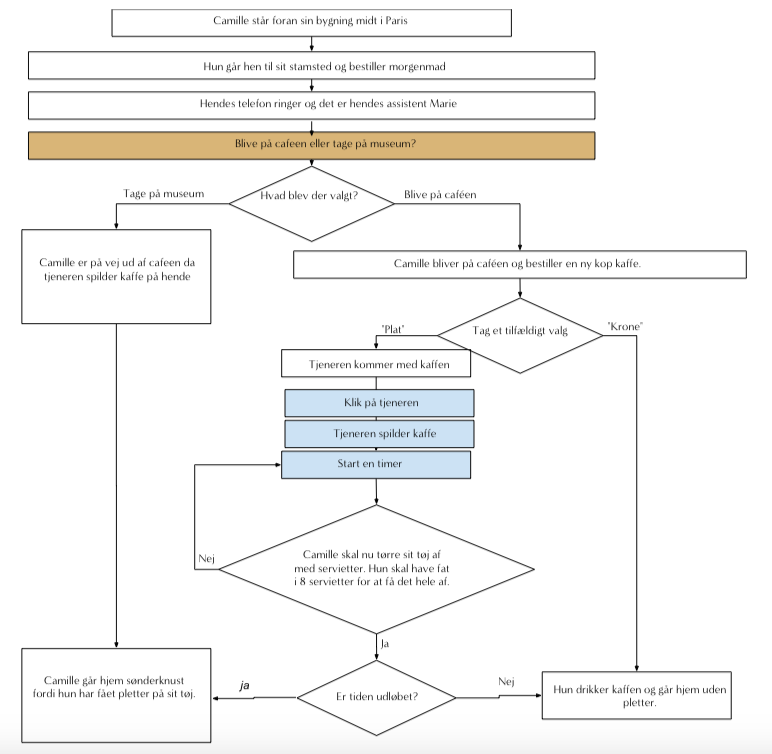 Camille står foran sin bygning midt i Paris
Hun går hen til sit stamsted og bestiller morgenmad
Hendes telefon ringer og det er hendes assistent Marie
Blive på cafeen eller tage på museum?
Tage på museum
Hvad blev der valgt?
Blive på caféen
Camille er på vej ud af cafeen da
tjeneren spilder kaffe på hende
Camille bliver på caféen og bestiller en ny kop kaffe.
"Plat"
Tag et tilfældigt valg
"Krone"
Tjeneren kommer med kaffen
Klik på tjeneren
Tjeneren spilder kaffe
Start en timer
Nej
Camille skal nu tørre sit tøj af
med servietter. Hun skal have fat
i 8 servietter for at få det hele af.
Ja
Camille går hjem sønderknust
fordi hun har fået pletter på sit tøj.
ja
Er tiden udløbet?
Nej
Hun drikker kaffen og går hjem uden
pletter.